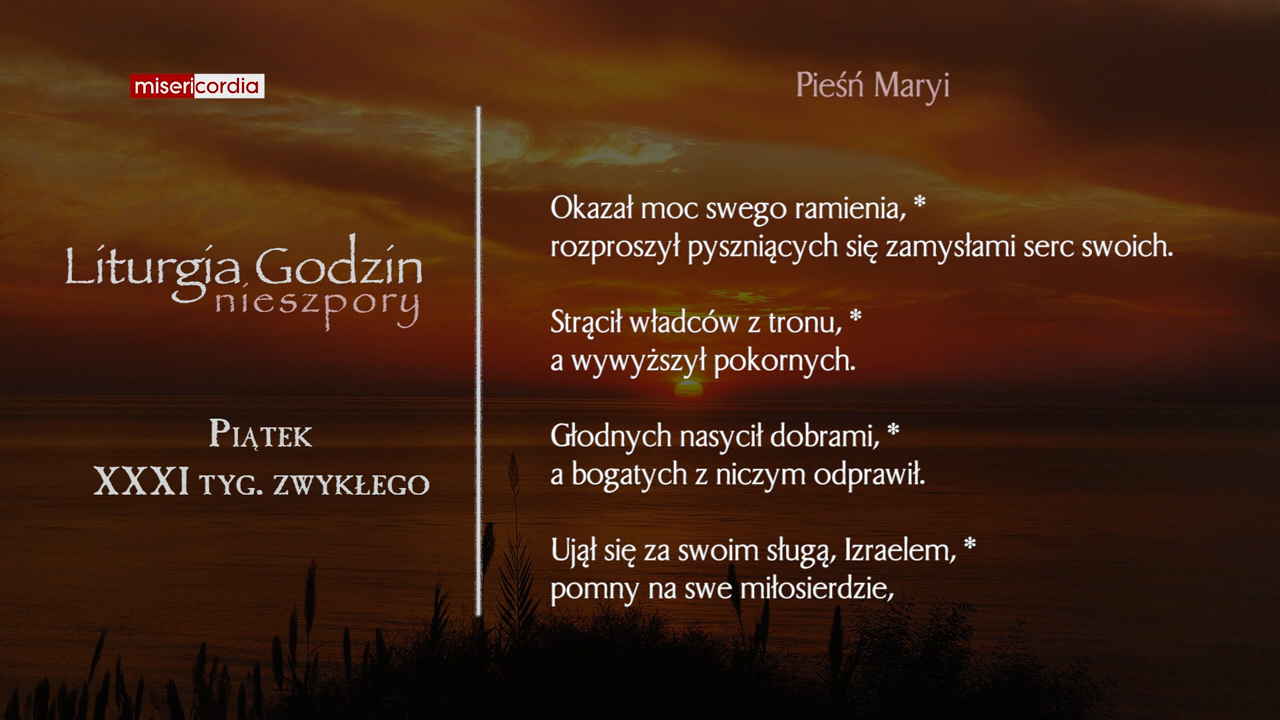 misericordia
Liturgia Godzin
nieszpory
Piątek
XXXI tyg. zwykłego
Pieśń Maryi
Okazał moc swego ramienia, *
rozproszył pyszniących się zamysłami serc swoich.
Strącił władców z tronu, *
a wywyższył pokornych.
Głodnych nasycił dobrami, *
a bogatych z niczym odprawił.
Ujął się za swoim sługą, Izraelem, *
pomny na swe miłosierdzie,